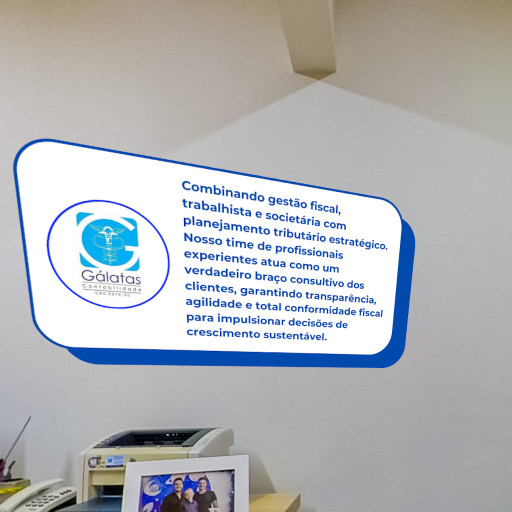 Combinando gestão fiscal,
trabalhista e societária com
planejamento tributário estratégico.
Nosso time de profissionais
experientes atua como um
verdadeiro braço consultivo dos
clientes, garantindo transparência,
agilidade e total conformidade fiscal
para impulsionar decisões de
crescimento sustentável.
Gálatas
Contabilidade